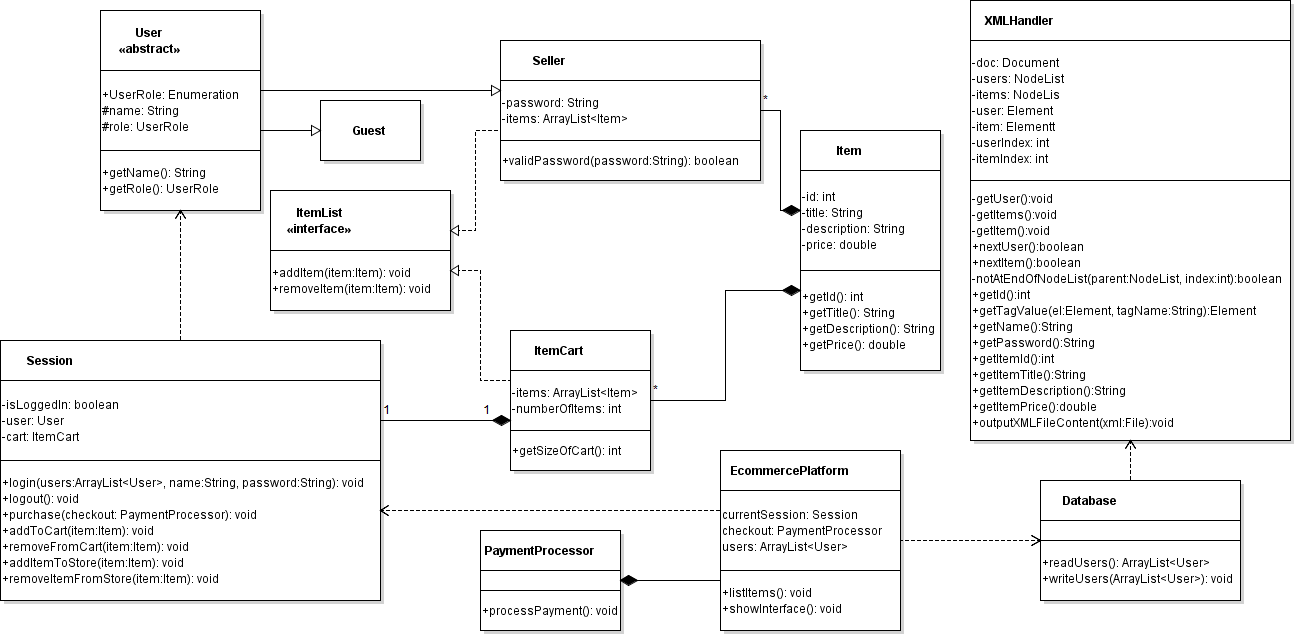 User
«abstract»
+UserRole: Enumeration
#name: String
#role: UserRole
+getName(): String
+getRole(): UserRole
Guest
Seller
-password: String
-items: ArrayList<Item>
+validPassword(password:String): boolean
*
ItemList
«interface»
+addItem(item:Item): void
+removeItem(item:Item): void
Item
-id: int
-title: String
-description: String
-price: double
+getId(): int
+getTitle(): String
+getDescription(): String
+getPrice(): double
XMLHandler
-doc: Document
-users: NodeList
-items: NodeLis
-user: Element
-item: Elementt
-userIndex: int
-itemIndex: int
-getUser():void
-getItems():void
-getItem():void
+nextUser():boolean
+nextItem():boolean
-notAtEndOfNodeList(parent:NodeList, index:int):boolean
+getId():int
+getTagValue(el:Element, tagName:String):Element
+getName():String
+getPassword():String
+getItemId():int
+getItemTitle():String
+getItemDescription():String
+getItemPrice():double
+outputXMLFileContent(xml:File):void
Session
-isLoggedIn: boolean
-user: User
-cart: ItemCart
+login(users:ArrayList<User>, name:String, password:String): void
+logout(): void
+purchase(checkout: PaymentProcessor): void
+addToCart(item:Item): void
+removeFromCart(item:Item): void
+addItemToStore(item:Item): void
+removeItemFromStore(item:Item): void
1
1
ItemCart
-items: ArrayList<Item>
-numberOfItems: int
+getSizeOfCart(): int
*
PaymentProcessor
+processPayment(): void
EcommercePlatform
currentSession: Session
checkout: PaymentProcessor
users: ArrayList<User>
+listItems(): void
+showInterface(): void
Database
+readUsers(): ArrayList<User>
+writeUsers(ArrayList<User>): void